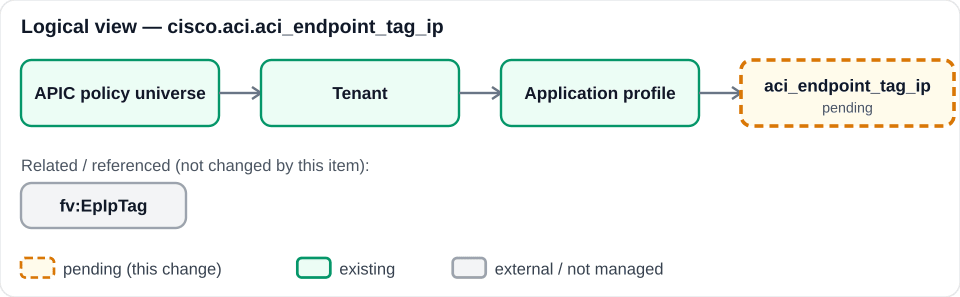 Logical view — cisco.aci.aci_endpoint_tag_ip
APIC policy universe
Tenant
Application profile
aci_endpoint_tag_ip
pending
Related / referenced (not changed by this item):
fv:EpIpTag
pending (this change)
existing
external / not managed